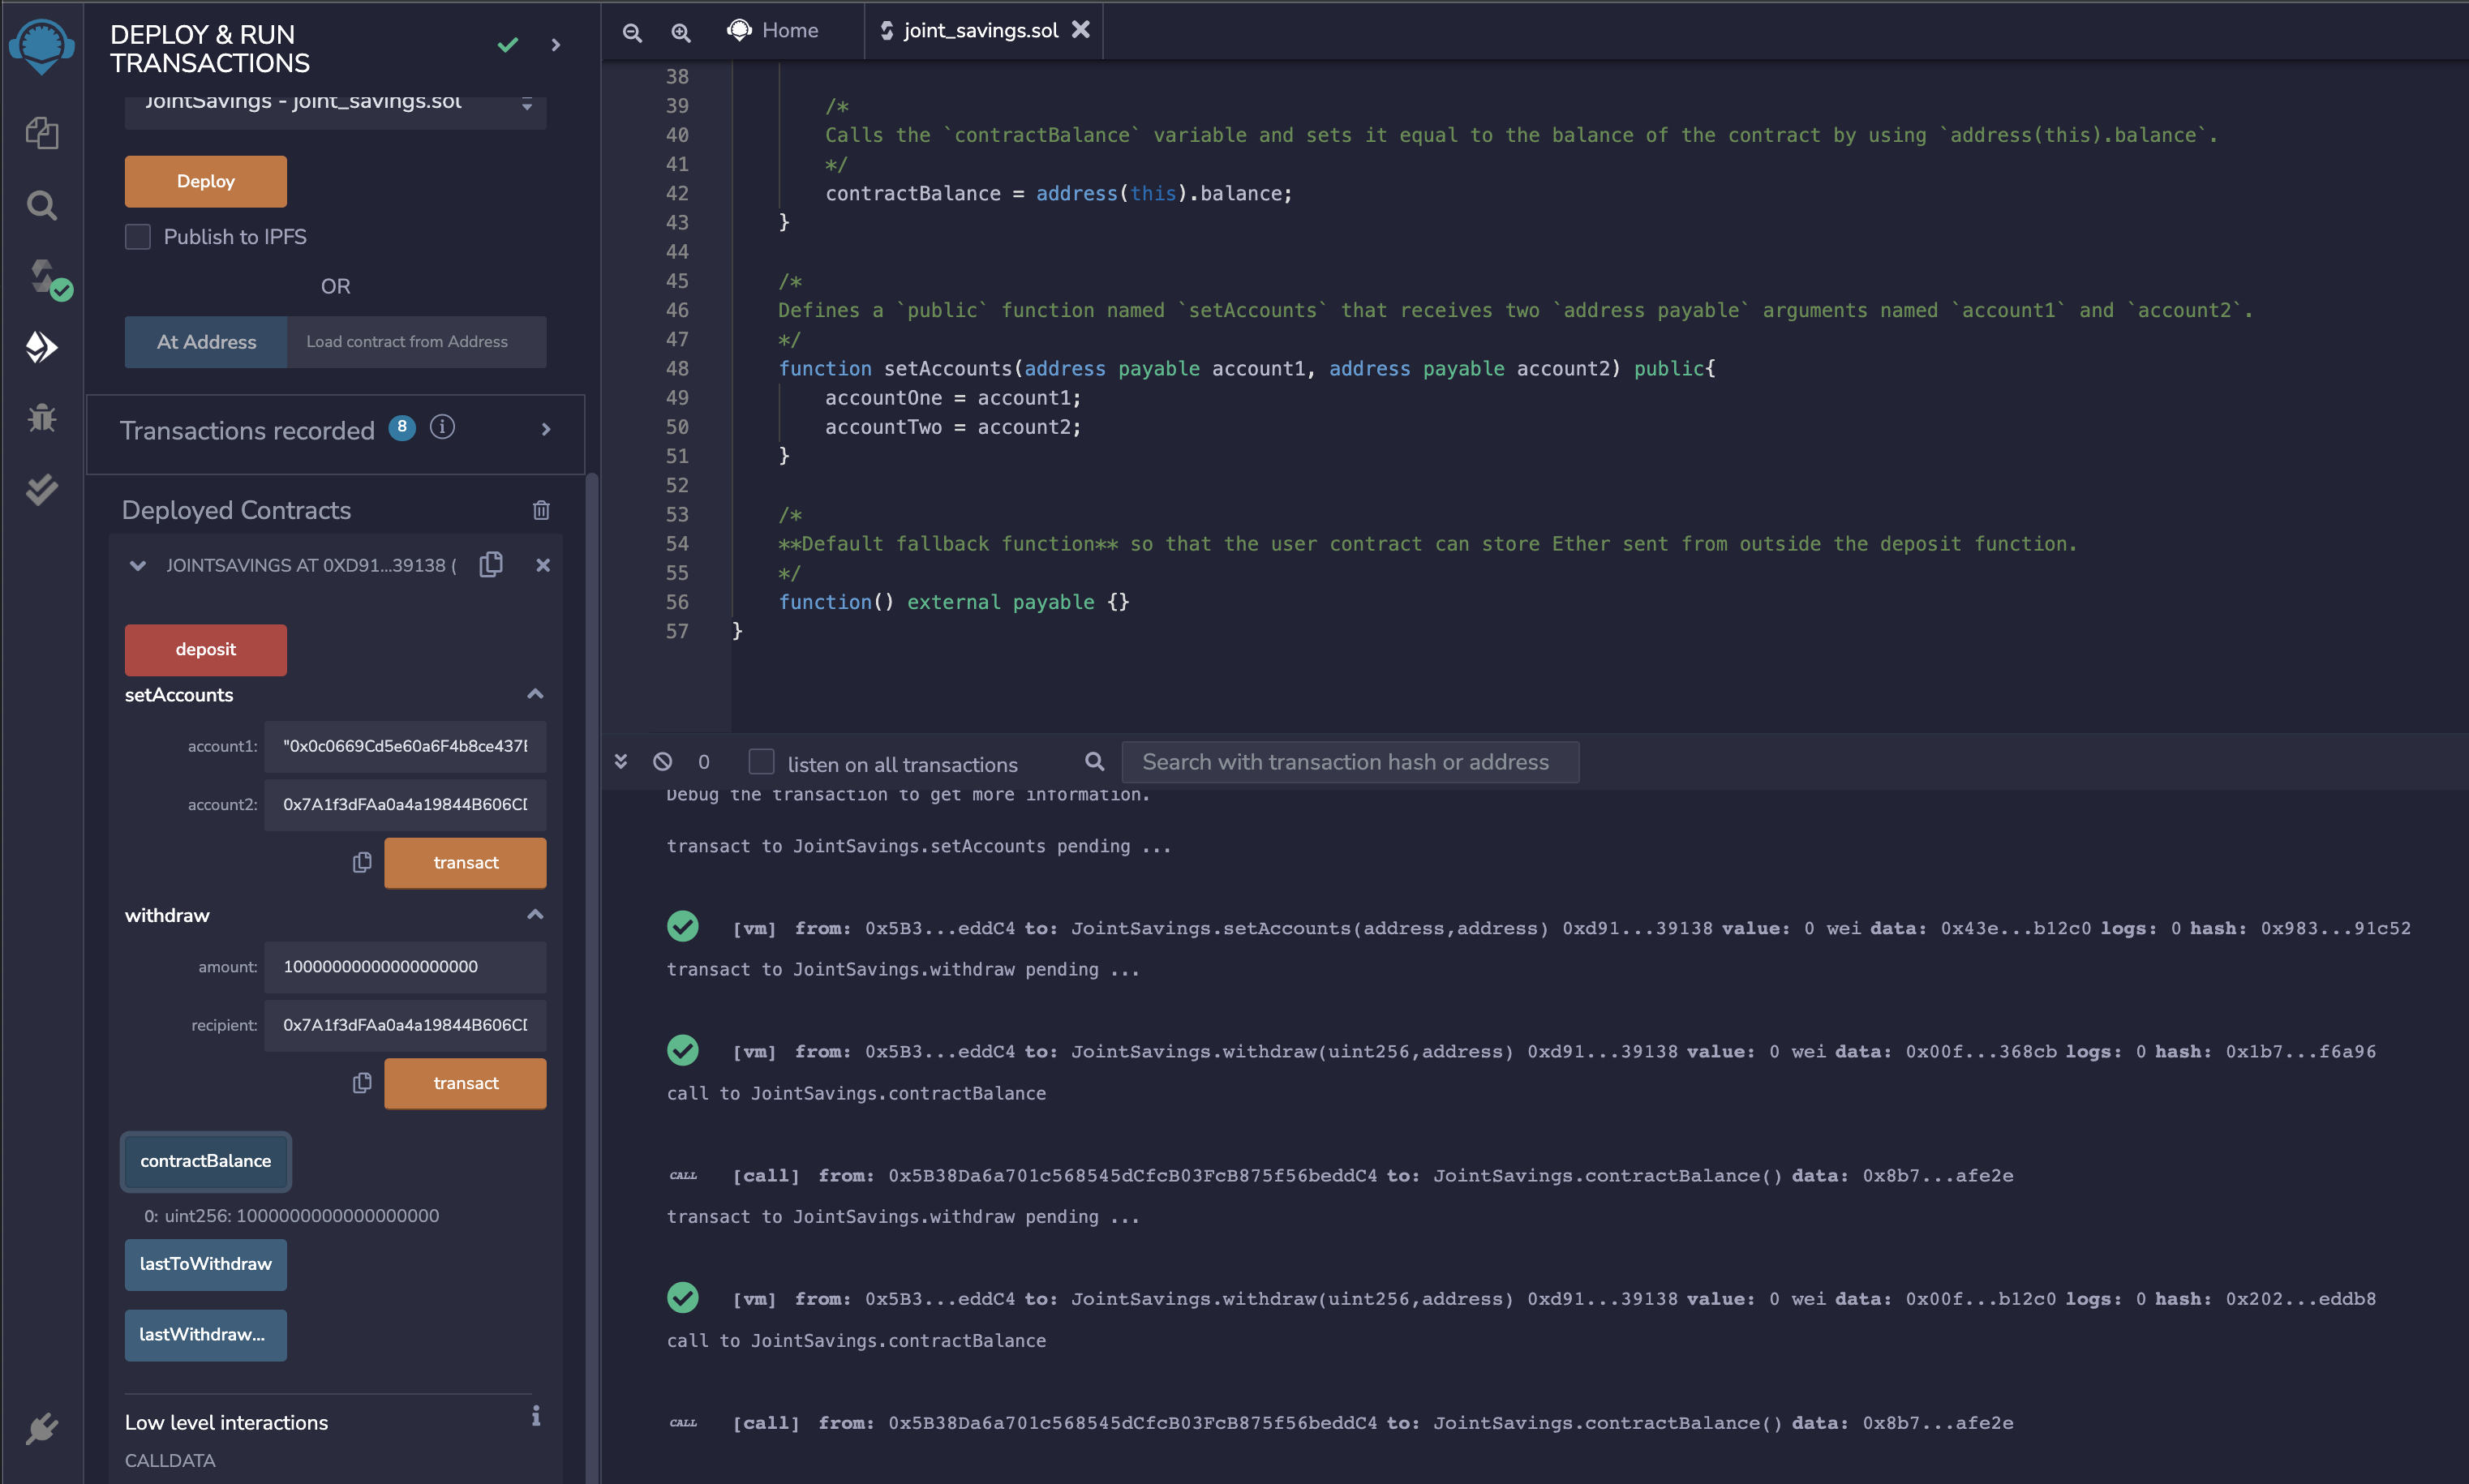 DEPLOY & RUN
TRANSACTIONS
JointSavings - joint_savings.sol
Deploy
Publish to IPFS
OR
At Address Load contract from Address
Transactions recorded 8 i
Deployed Contracts
JOINTSAVINGS AT 0XD91...39138 (
deposit
setAccounts
account1: "0x0c0669Cd5e60a6F4b8ce437E
account2: 0x7A1f3dFAa0a4a19844B606CD
transact
withdraw
amount: 10000000000000000000
recipient: 0x7A1f3dFAa0a4a19844B606CD
transact
contractBalance
0: uint256: 1000000000000000000
lastToWithdraw
lastWithdraw...
Low level interactions i
CALLDATA
Home joint_savings.sol
38
39 /*
40 Calls the `contractBalance` variable and sets it equal to the balance of the contract by using `address(this).balance`.
41 */
42 contractBalance = address(this).balance;
43 }
44
45 /*
46 Defines a `public` function named `setAccounts` that receives two `address payable` arguments named `account1` and `account2`.
47 */
48 function setAccounts(address payable account1, address payable account2) public{
49 accountOne = account1;
50 accountTwo = account2;
51 }
52
53 /*
54 **Default fallback function** so that the user contract can store Ether sent from outside the deposit function.
55 */
56 function() external payable {}
57 }
0 listen on all transactions Search with transaction hash or address
Debug the transaction to get more information.
transact to JointSavings.setAccounts pending ...
[vm] from: 0x5B3...eddC4 to: JointSavings.setAccounts(address,address) 0xd91...39138 value: 0 wei data: 0x43e...b12c0 logs: 0 hash: 0x983...91c52
transact to JointSavings.withdraw pending ...
[vm] from: 0x5B3...eddC4 to: JointSavings.withdraw(uint256,address) 0xd91...39138 value: 0 wei data: 0x00f...368cb logs: 0 hash: 0x1b7...f6a96
call to JointSavings.contractBalance
CALL [call] from: 0x5B38Da6a701c568545dCfcB03FcB875f56beddC4 to: JointSavings.contractBalance() data: 0x8b7...afe2e
transact to JointSavings.withdraw pending ...
[vm] from: 0x5B3...eddC4 to: JointSavings.withdraw(uint256,address) 0xd91...39138 value: 0 wei data: 0x00f...b12c0 logs: 0 hash: 0x202...eddb8
call to JointSavings.contractBalance
CALL [call] from: 0x5B38Da6a701c568545dCfcB03FcB875f56beddC4 to: JointSavings.contractBalance() data: 0x8b7...afe2e